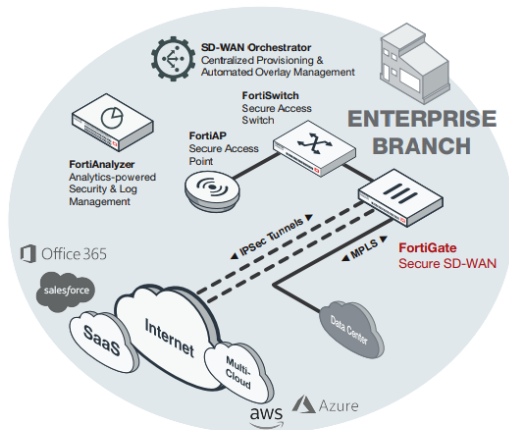 SD-WAN Orchestrator
Centralized Provisioning &
Automated Overlay Management
FortiSwitch
Secure Access
Switch
ENTERPRISE
BRANCH
FortiAP
Secure Access
Point
FortiAnalyzer
Analytics-powered
Security & Log
Management
◄ IPSec Tunnels ►
◄ MPLS ►
FortiGate
Secure SD-WAN
Office 365
salesforce
SaaS
Internet
Multi-
Cloud
Data Center
aws
Azure